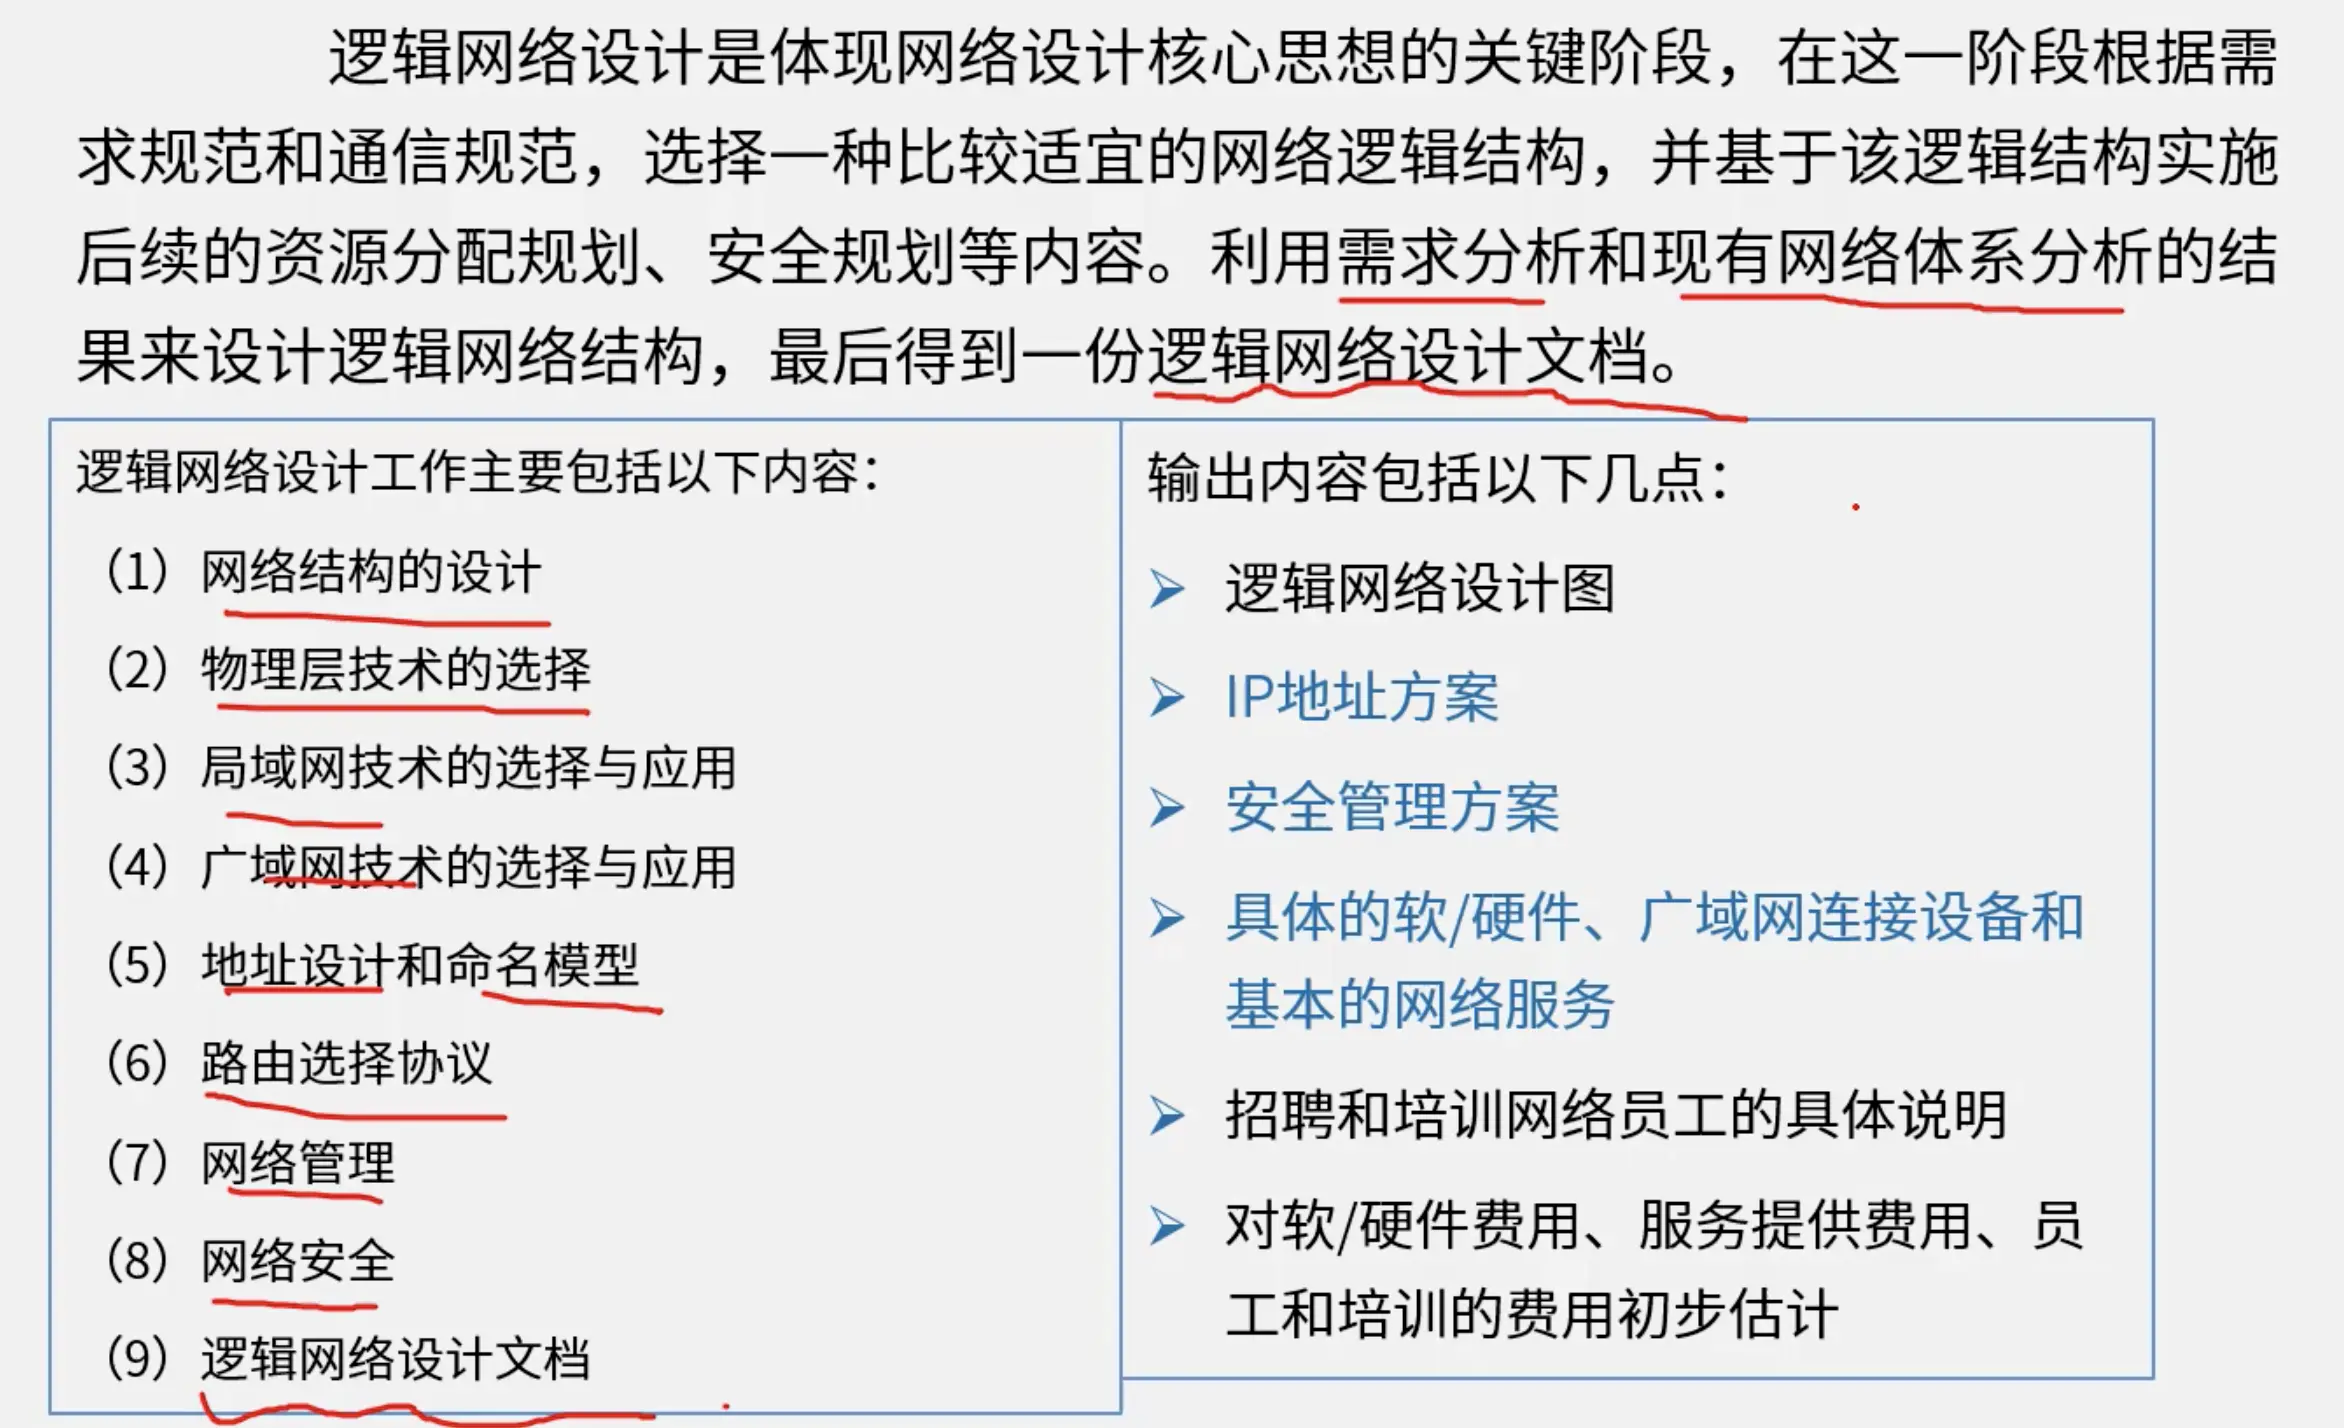 逻辑网络设计是体现网络设计核心思想的关键阶段，在这一阶段根据需
求规范和通信规范，选择一种比较适宜的网络逻辑结构，并基于该逻辑结构实施
后续的资源分配规划、安全规划等内容。利用需求分析和现有网络体系分析的结
果来设计逻辑网络结构，最后得到一份逻辑网络设计文档。
逻辑网络设计工作主要包括以下内容：
（1）网络结构的设计
（2）物理层技术的选择
（3）局域网技术的选择与应用
（4）广域网技术的选择与应用
（5）地址设计和命名模型
（6）路由选择协议
（7）网络管理
（8）网络安全
（9）逻辑网络设计文档
输出内容包括以下几点：
➢ 逻辑网络设计图
➢ IP地址方案
➢ 安全管理方案
➢ 具体的软/硬件、广域网连接设备和
基本的网络服务
➢ 招聘和培训网络员工的具体说明
➢ 对软/硬件费用、服务提供费用、员
工和培训的费用初步估计